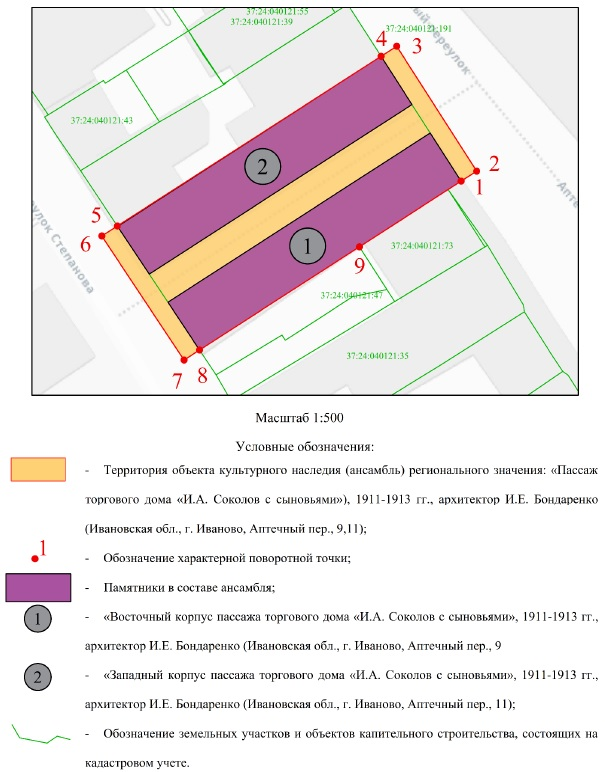 37:24:040121:55
37:24:040121:39
37:24:040121:191
4
3
реулок
37:24:040121:43
2
2
1
5
6
Апте
улок Степанова
1
9
37:24:040121:73
37:24:040121:47
8
7
37:24:040121:35
Масштаб 1:500
Условные обозначения:
- Территория объекта культурного наследия (ансамбль) регионального значения: «Пассаж
торгового дома «И.А. Соколов с сыновьями»), 1911-1913 гг., архитектор И.Е. Бондаренко
(Ивановская обл., г. Иваново, Аптечный пер., 9,11);
1
- Обозначение характерной поворотной точки;
- Памятники в составе ансамбля;
1
- «Восточный корпус пассажа торгового дома «И.А. Соколов с сыновьями», 1911-1913 гг.,
архитектор И.Е. Бондаренко (Ивановская обл., г. Иваново, Аптечный пер., 9
2
- «Западный корпус пассажа торгового дома «И.А. Соколов с сыновьями», 1911-1913 гг.,
архитектор И.Е. Бондаренко (Ивановская обл., г. Иваново, Аптечный пер., 11);
- Обозначение земельных участков и объектов капительного строительства, состоящих на
кадастровом учете.